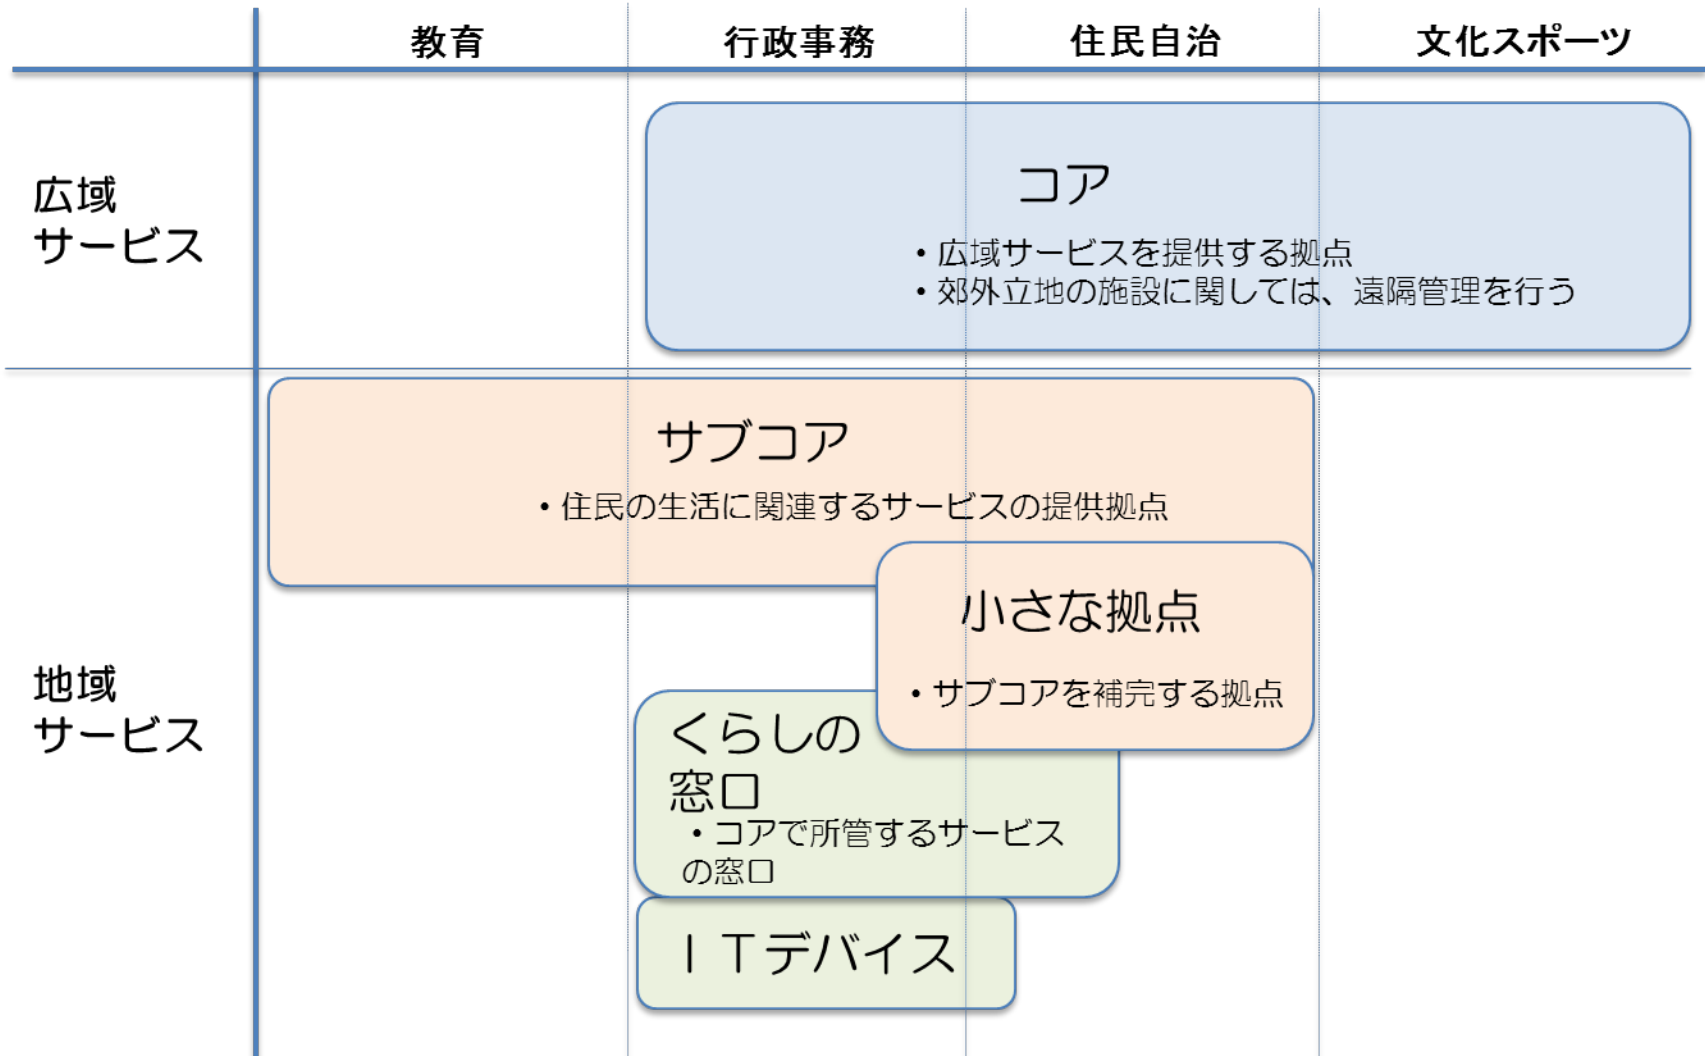 教育
行政事務
住民自治
文化スポーツ
広域
サービス
コア
・広域サービスを提供する拠点
・郊外立地の施設に関しては、遠隔管理を行う
地域
サービス
サブコア
・住民の生活に関連するサービスの提供拠点
小さな拠点
・サブコアを補完する拠点
くらしの
窓口
・コアで所管するサービス
の窓口
ＩＴデバイス